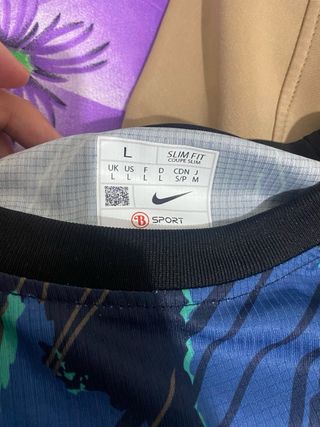 L
SLIM FIT
COUPE SLIM
UK US F D CDN J
L L L L S/P M
B SPORT